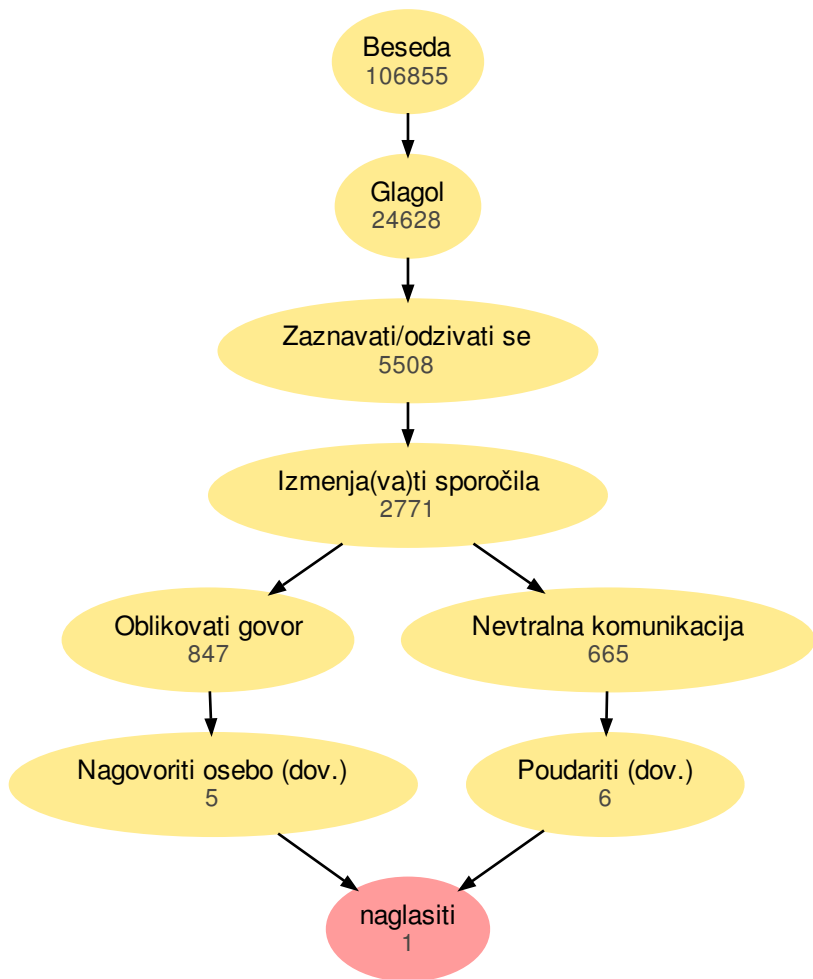 Beseda
106855
Glagol
24628
Zaznavati/odzivati se
5508
Izmenja(va)ti sporočila
2771
Oblikovati govor
847
Nevtralna komunikacija
665
Nagovoriti osebo (dov.)
5
Poudariti (dov.)
6
naglasiti
1